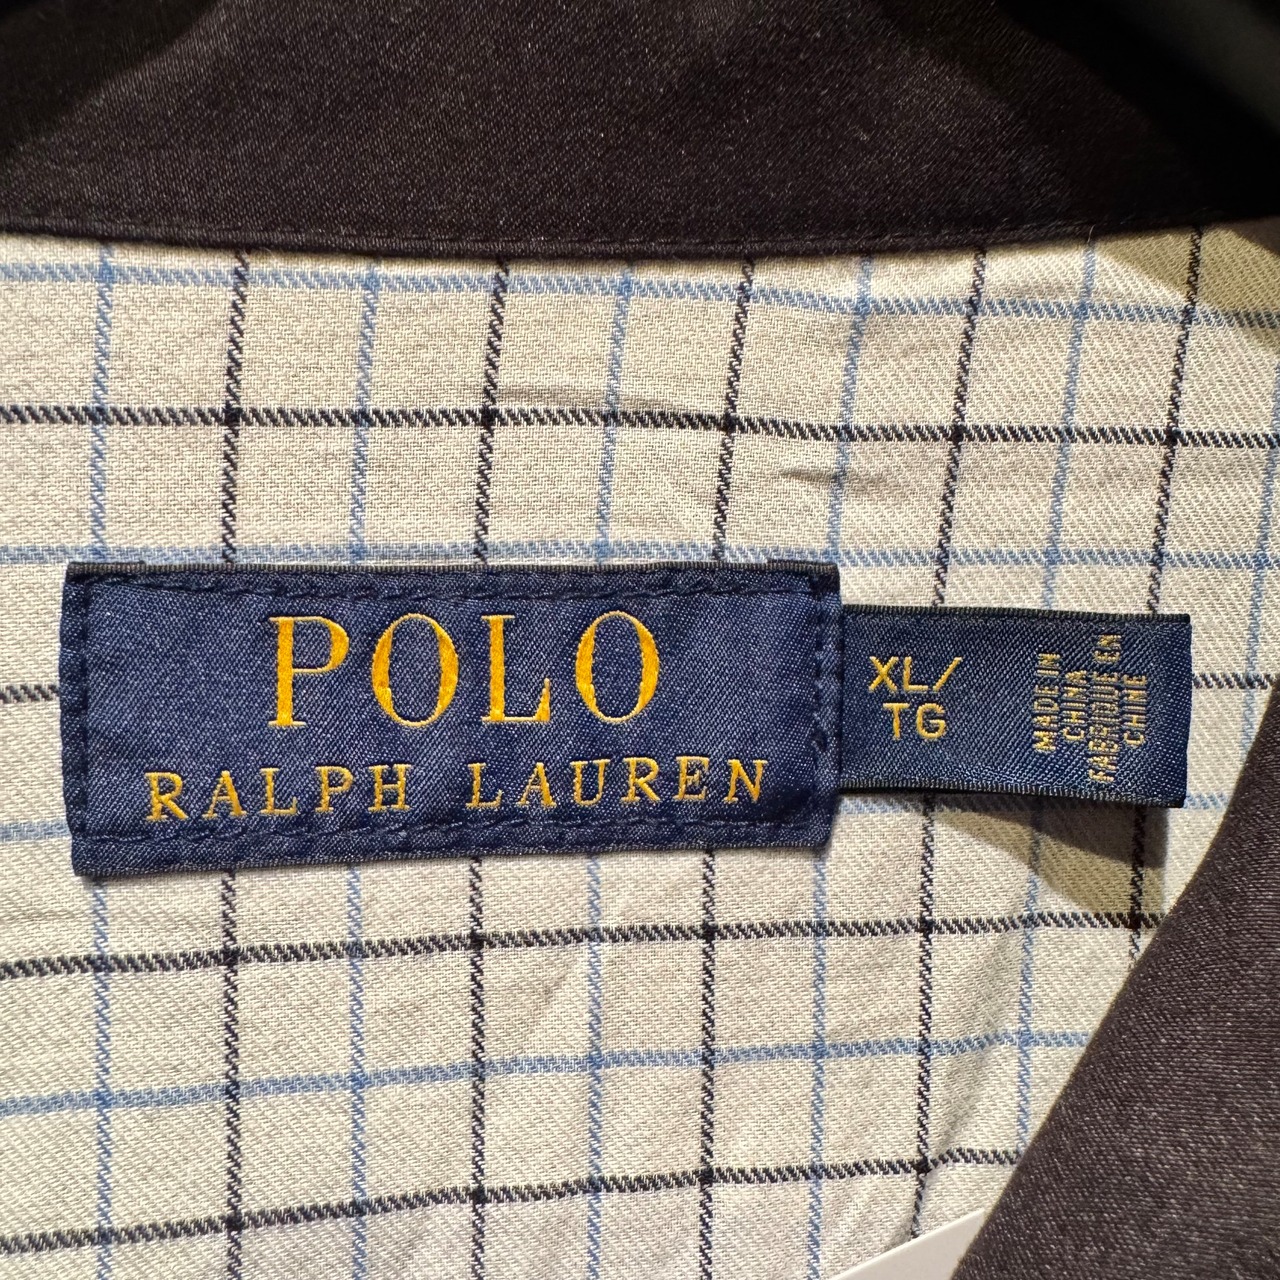 POLO
RALPH LAUREN
XL/
TG
MADE IN
CHINA
FABRIQUÉ EN
CHINE